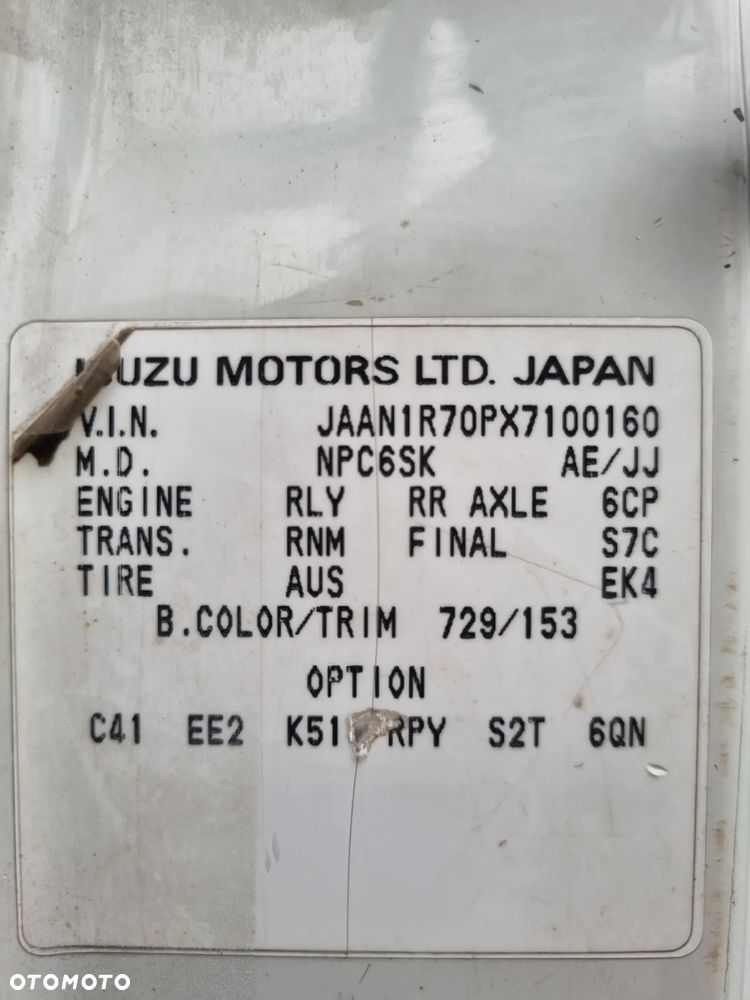 ISUZU MOTORS LTD. JAPAN
V.I.N. JAAN1R70PX7100160
M.D. NPC6SK AE/JJ
ENGINE RLY RR AXLE 6CP
TRANS. RNM FINAL S7C
TIRE AUS EK4
B.COLOR/TRIM 729/153
OPTION
C41 EE2 K51 RPY S2T 6QN
OTOMOTO